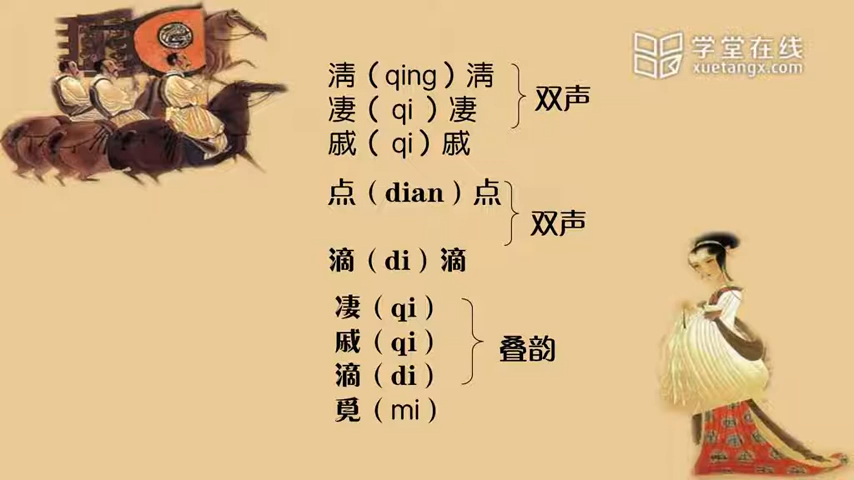 学堂在线
xuetangx.com
清（qing）清
凄（ qi ）凄
戚（ qi）戚
双声
点（dian）点
滴（di）滴
双声
凄（qi）
戚（qi）
滴（di）
觅（mi）
叠韵